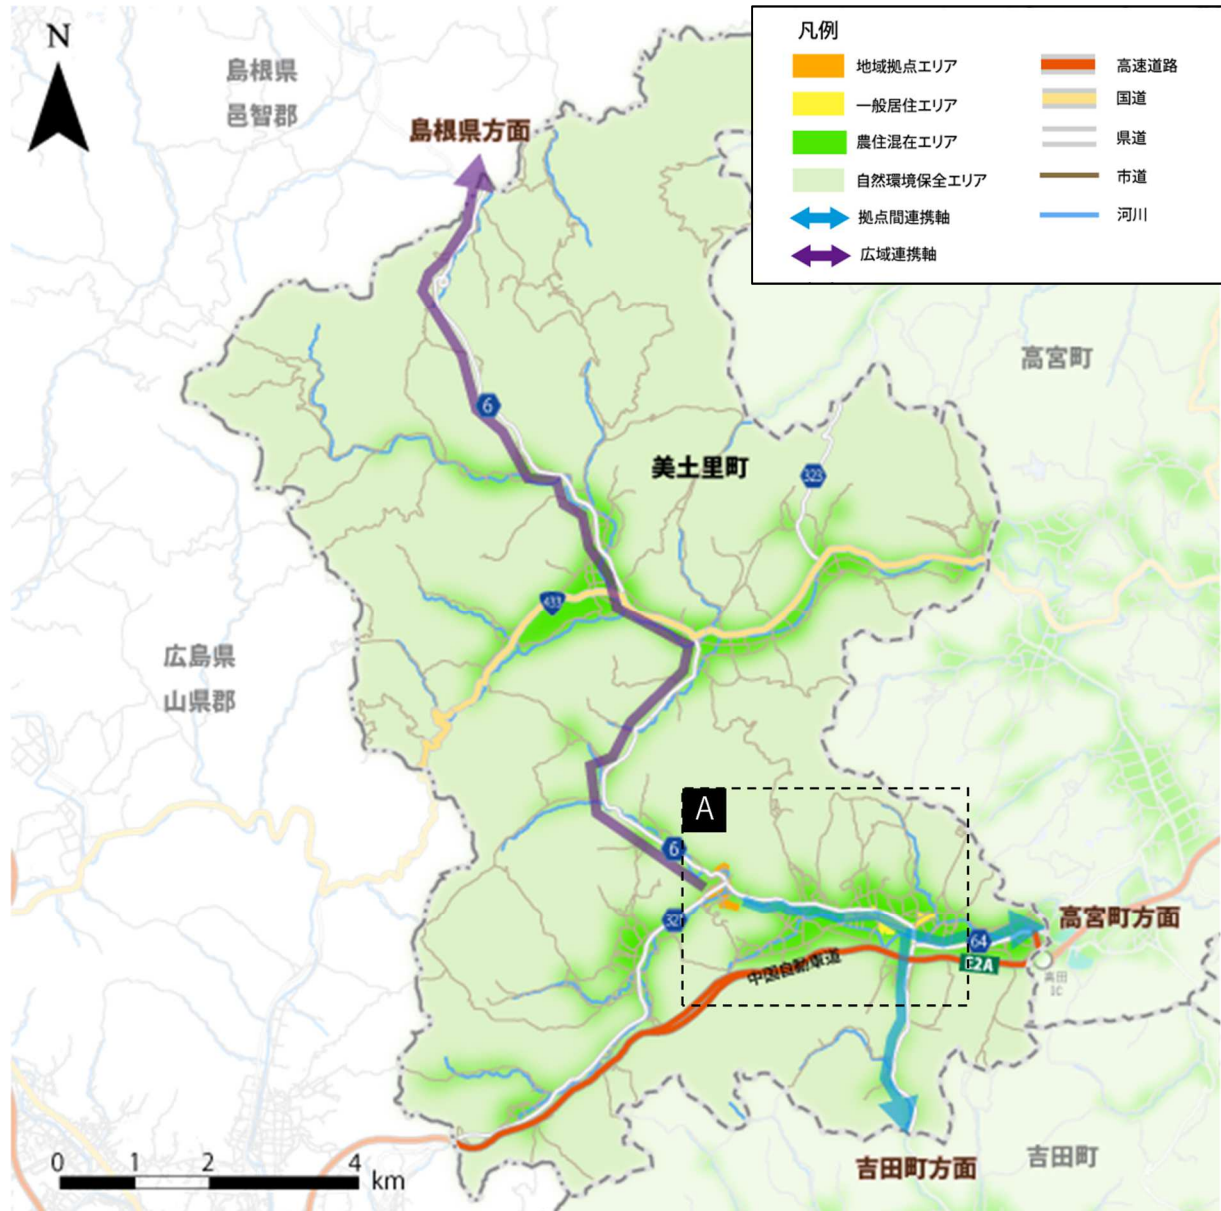 N
凡例
地域拠点エリア
一般居住エリア
農住混在エリア
自然環境保全エリア
拠点間連携軸
広域連携軸
高速道路
国道
県道
市道
河川
島根県
邑智郡
島根県方面
高宮町
6
美土里町
323
433
広島県
山県郡
A
6
321
64
高宮町方面
E2A
中国自動車道
高田
IC
吉田町方面
吉田町
0 1 2 4 km